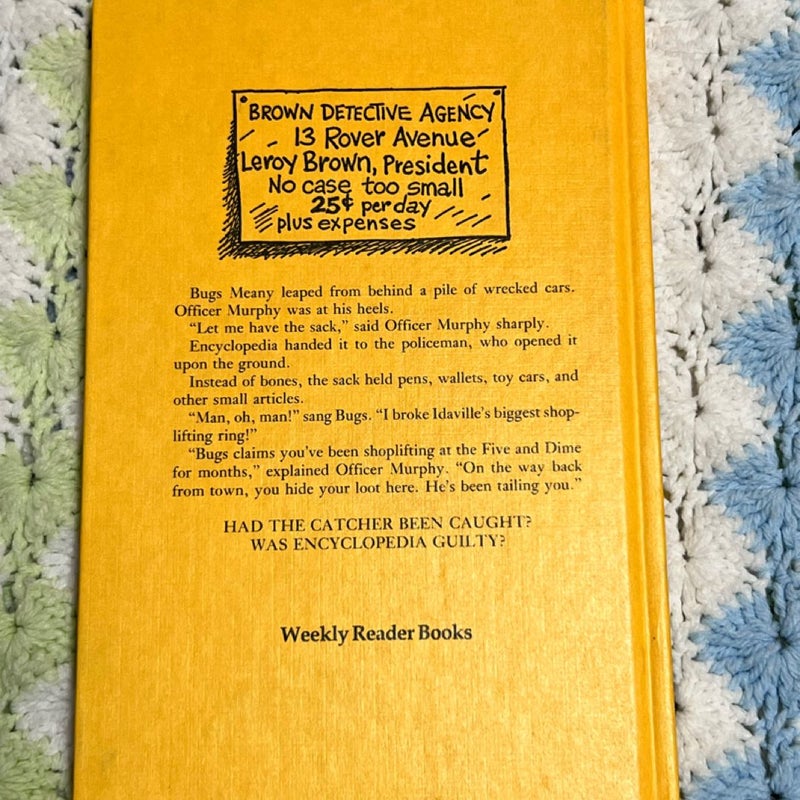 BROWN DETECTIVE AGENCY
13 Rover Avenue
Leroy Brown, President
No case too small
25¢ per day
plus expenses
Bugs Meany leaped from behind a pile of wrecked cars.
Officer Murphy was at his heels.
“Let me have the sack,” said Officer Murphy sharply.
Encyclopedia handed it to the policeman, who opened it
upon the ground.
Instead of bones, the sack held pens, wallets, toy cars, and
other small articles.
“Man, oh, man!” sang Bugs. “I broke Idaville’s biggest shop-
lifting ring!”
“Bugs claims you’ve been shoplifting at the Five and Dime
for months,” explained Officer Murphy. “On the way back
from town, you hide your loot here. He’s been tailing you.”
HAD THE CATCHER BEEN CAUGHT?
WAS ENCYCLOPEDIA GUILTY?
Weekly Reader Books